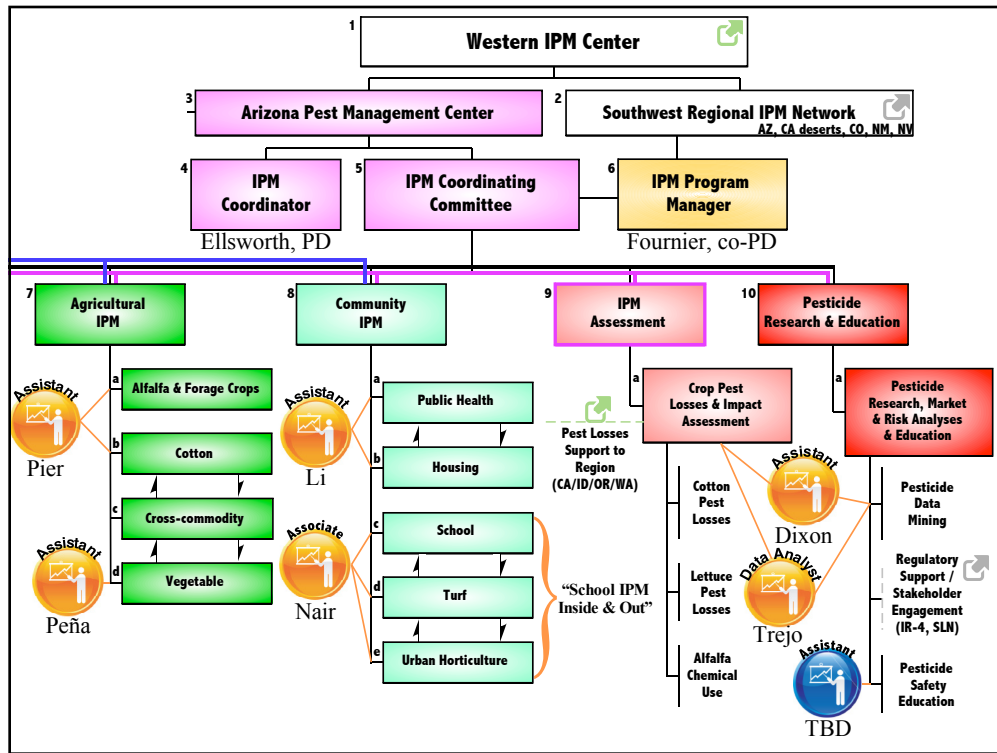 1
Western IPM Center
3
Arizona Pest Management Center
2
Southwest Regional IPM Network
AZ, CA deserts, CO, NM, NV
4
IPM
Coordinator
Ellsworth, PD
5
IPM Coordinating
Committee
6
IPM Program
Manager
Fournier, co-PD
7
Agricultural
IPM
8
Community
IPM
9
IPM
Assessment
10
Pesticide
Research & Education
a
Alfalfa & Forage Crops
Assistant
Pier
b
Cotton
c
Cross-commodity
Assistant
Peña
d
Vegetable
a
Public Health
Assistant
Li
b
Housing
c
School
Associate
Nair
d
Turf
e
Urban Horticulture
“School IPM
Inside & Out”
Pest Losses
Support to
Region
(CA/ID/OR/WA)
a
Crop Pest
Losses & Impact
Assessment
Cotton
Pest
Losses
Lettuce
Pest
Losses
Alfalfa
Chemical
Use
Assistant
Dixon
Data Analyst
Trejo
Assistant
TBD
a
Pesticide
Research, Market
& Risk Analyses
& Education
Pesticide
Data
Mining
Regulatory
Support /
Stakeholder
Engagement
(IR-4, SLN)
Pesticide
Safety
Education